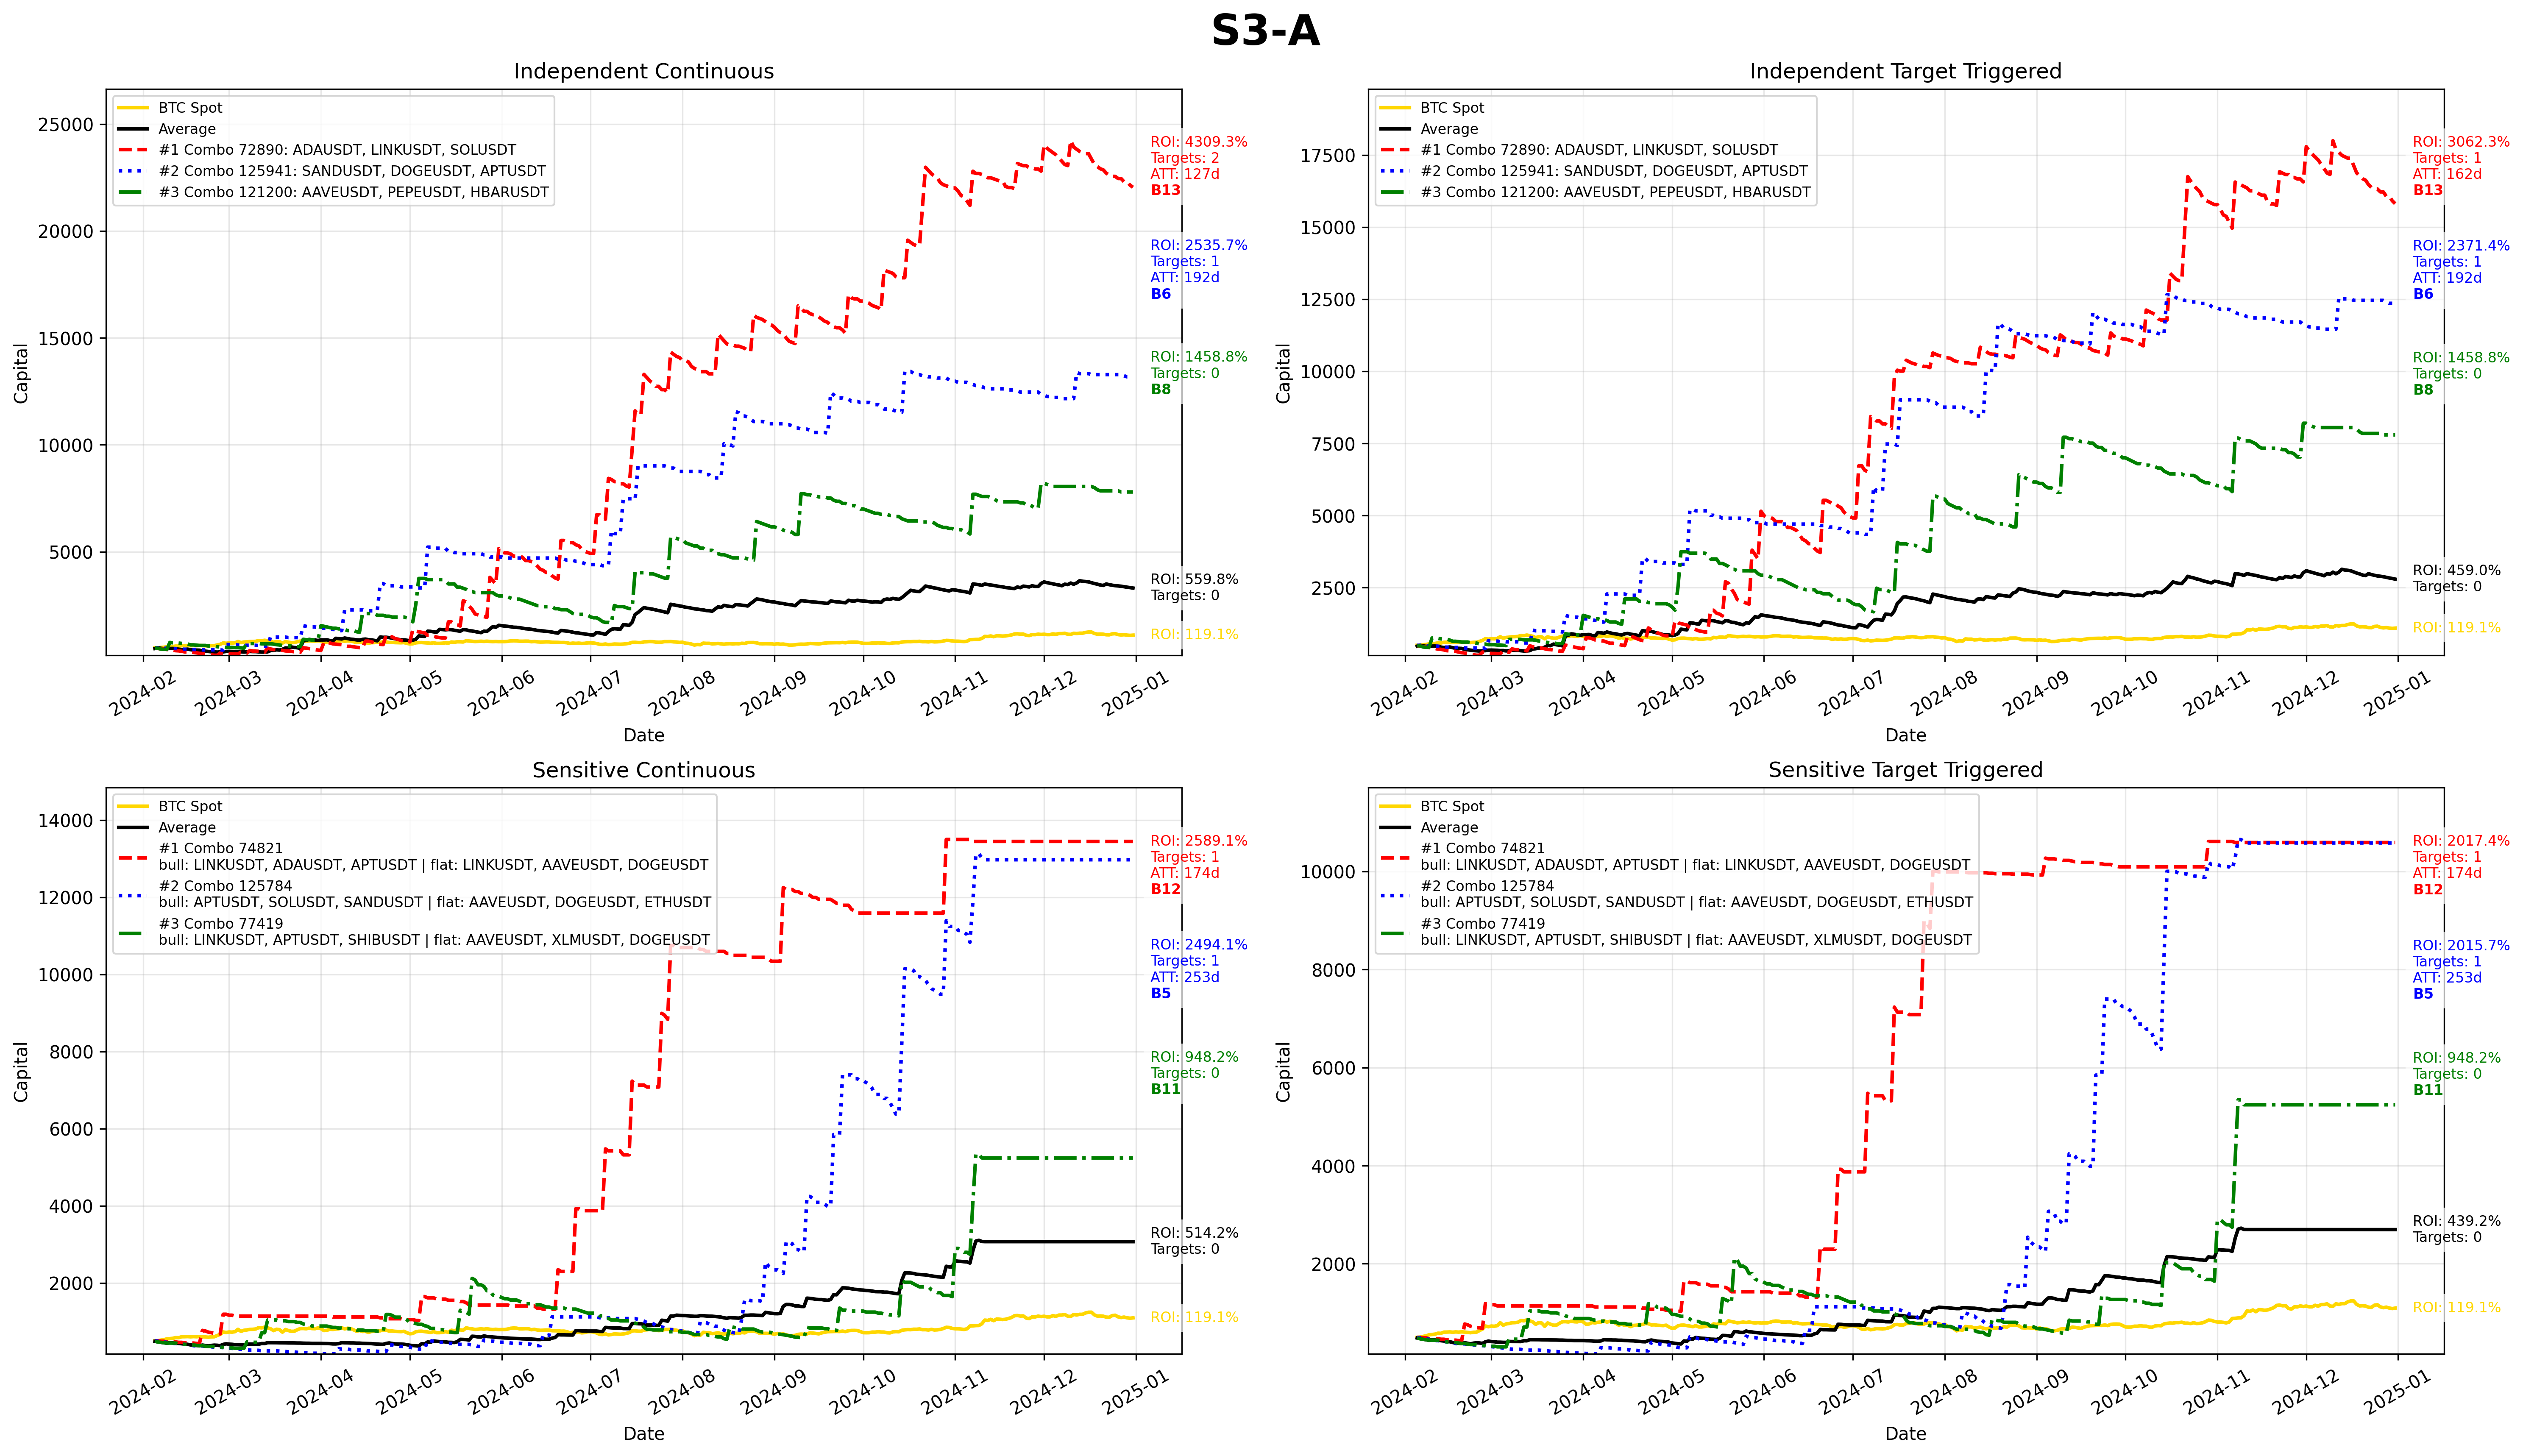 S3-A
Independent Continuous
BTC Spot
Average
#1 Combo 72890: ADAUSDT, LINKUSDT, SOLUSDT
#2 Combo 125941: SANDUSDT, DOGEUSDT, APTUSDT
#3 Combo 121200: AAVEUSDT, PEPEUSDT, HBARUSDT
ROI: 4309.3%
Targets: 2
ATT: 127d
B13
ROI: 2535.7%
Targets: 1
ATT: 192d
B6
ROI: 1458.8%
Targets: 0
B8
ROI: 559.8%
Targets: 0
ROI: 119.1%
Capital
25000
20000
15000
10000
5000
2024-02
2024-03
2024-04
2024-05
2024-06
2024-07
2024-08
2024-09
2024-10
2024-11
2024-12
2025-01
Date
Independent Target Triggered
BTC Spot
Average
#1 Combo 72890: ADAUSDT, LINKUSDT, SOLUSDT
#2 Combo 125941: SANDUSDT, DOGEUSDT, APTUSDT
#3 Combo 121200: AAVEUSDT, PEPEUSDT, HBARUSDT
ROI: 3062.3%
Targets: 1
ATT: 162d
B13
ROI: 2371.4%
Targets: 1
ATT: 192d
B6
ROI: 1458.8%
Targets: 0
B8
ROI: 459.0%
Targets: 0
ROI: 119.1%
Capital
17500
15000
12500
10000
7500
5000
2500
2024-02
2024-03
2024-04
2024-05
2024-06
2024-07
2024-08
2024-09
2024-10
2024-11
2024-12
2025-01
Date
Sensitive Continuous
BTC Spot
Average
#1 Combo 74821
bull: LINKUSDT, ADAUSDT, APTUSDT | flat: LINKUSDT, AAVEUSDT, DOGEUSDT
#2 Combo 125784
bull: APTUSDT, SOLUSDT, SANDUSDT | flat: AAVEUSDT, DOGEUSDT, ETHUSDT
#3 Combo 77419
bull: LINKUSDT, APTUSDT, SHIBUSDT | flat: AAVEUSDT, XLMUSDT, DOGEUSDT
ROI: 2589.1%
Targets: 1
ATT: 174d
B12
ROI: 2494.1%
Targets: 1
ATT: 253d
B5
ROI: 948.2%
Targets: 0
B11
ROI: 514.2%
Targets: 0
ROI: 119.1%
Capital
14000
12000
10000
8000
6000
4000
2000
2024-02
2024-03
2024-04
2024-05
2024-06
2024-07
2024-08
2024-09
2024-10
2024-11
2024-12
2025-01
Date
Sensitive Target Triggered
BTC Spot
Average
#1 Combo 74821
bull: LINKUSDT, ADAUSDT, APTUSDT | flat: LINKUSDT, AAVEUSDT, DOGEUSDT
#2 Combo 125784
bull: APTUSDT, SOLUSDT, SANDUSDT | flat: AAVEUSDT, DOGEUSDT, ETHUSDT
#3 Combo 77419
bull: LINKUSDT, APTUSDT, SHIBUSDT | flat: AAVEUSDT, XLMUSDT, DOGEUSDT
ROI: 2017.4%
Targets: 1
ATT: 174d
B12
ROI: 2015.7%
Targets: 1
ATT: 253d
B5
ROI: 948.2%
Targets: 0
B11
ROI: 439.2%
Targets: 0
ROI: 119.1%
Capital
10000
8000
6000
4000
2000
2024-02
2024-03
2024-04
2024-05
2024-06
2024-07
2024-08
2024-09
2024-10
2024-11
2024-12
2025-01
Date